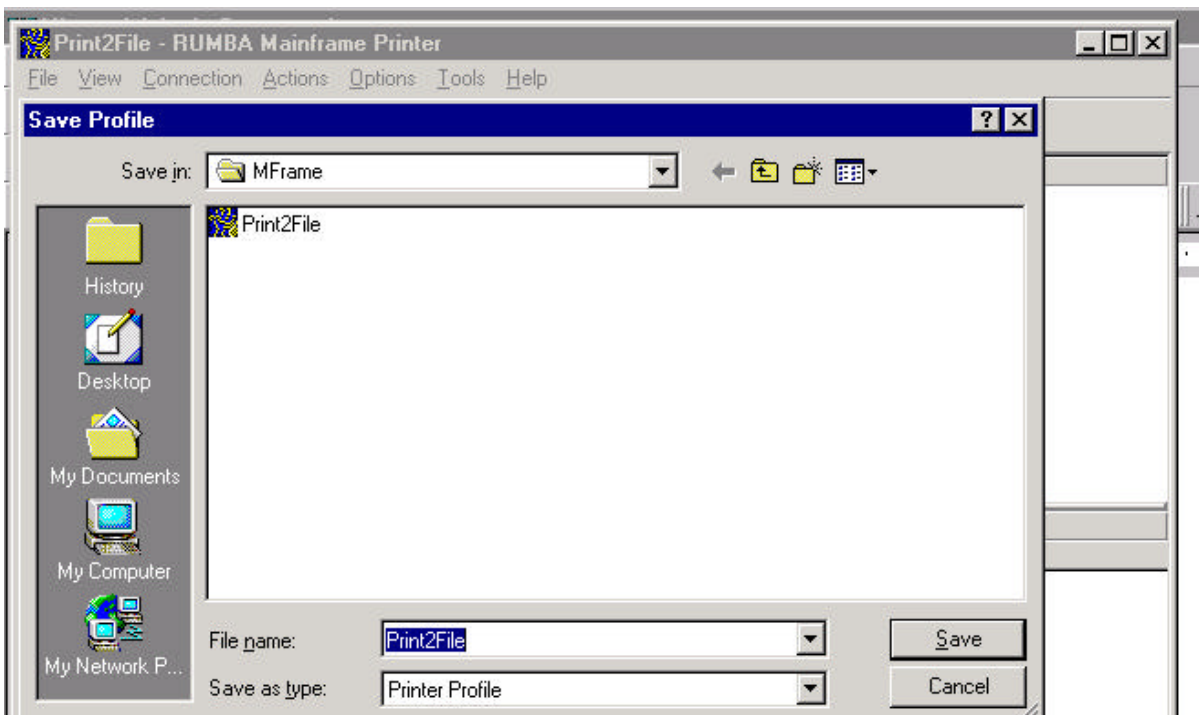 Print2File - RUMBA Mainframe Printer
File View Connection Actions Options Tools Help
Save Profile
Save in: MFrame
Print2File
History
Desktop
My Documents
My Computer
My Network P...
File name: Print2File
Save
Save as type: Printer Profile
Cancel